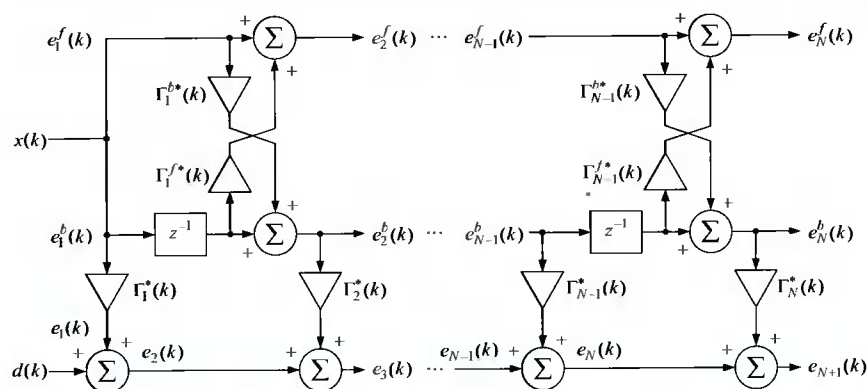 e_1^f(k) + Σ e_2^f(k) ⋯ e_{N-1}^f(k) + Σ e_N^f(k)
+ +
Γ_1^{b*}(k) Γ_{N-1}^{b*}(k)
x(k)
Γ_1^{f*}(k) Γ_{N-1}^{f*}(k)
+ +
e_1^b(k) z^{-1} + Σ e_2^b(k) ⋯ e_{N-1}^b(k) z^{-1} + Σ e_N^b(k)
Γ_1^*(k) Γ_2^*(k) Γ_{N-1}^*(k) Γ_N^*(k)
e_1(k)
d(k) + + Σ e_2(k) + + Σ e_3(k) ⋯ e_{N-1}(k) + + Σ e_N(k) + + Σ e_{N+1}(k)